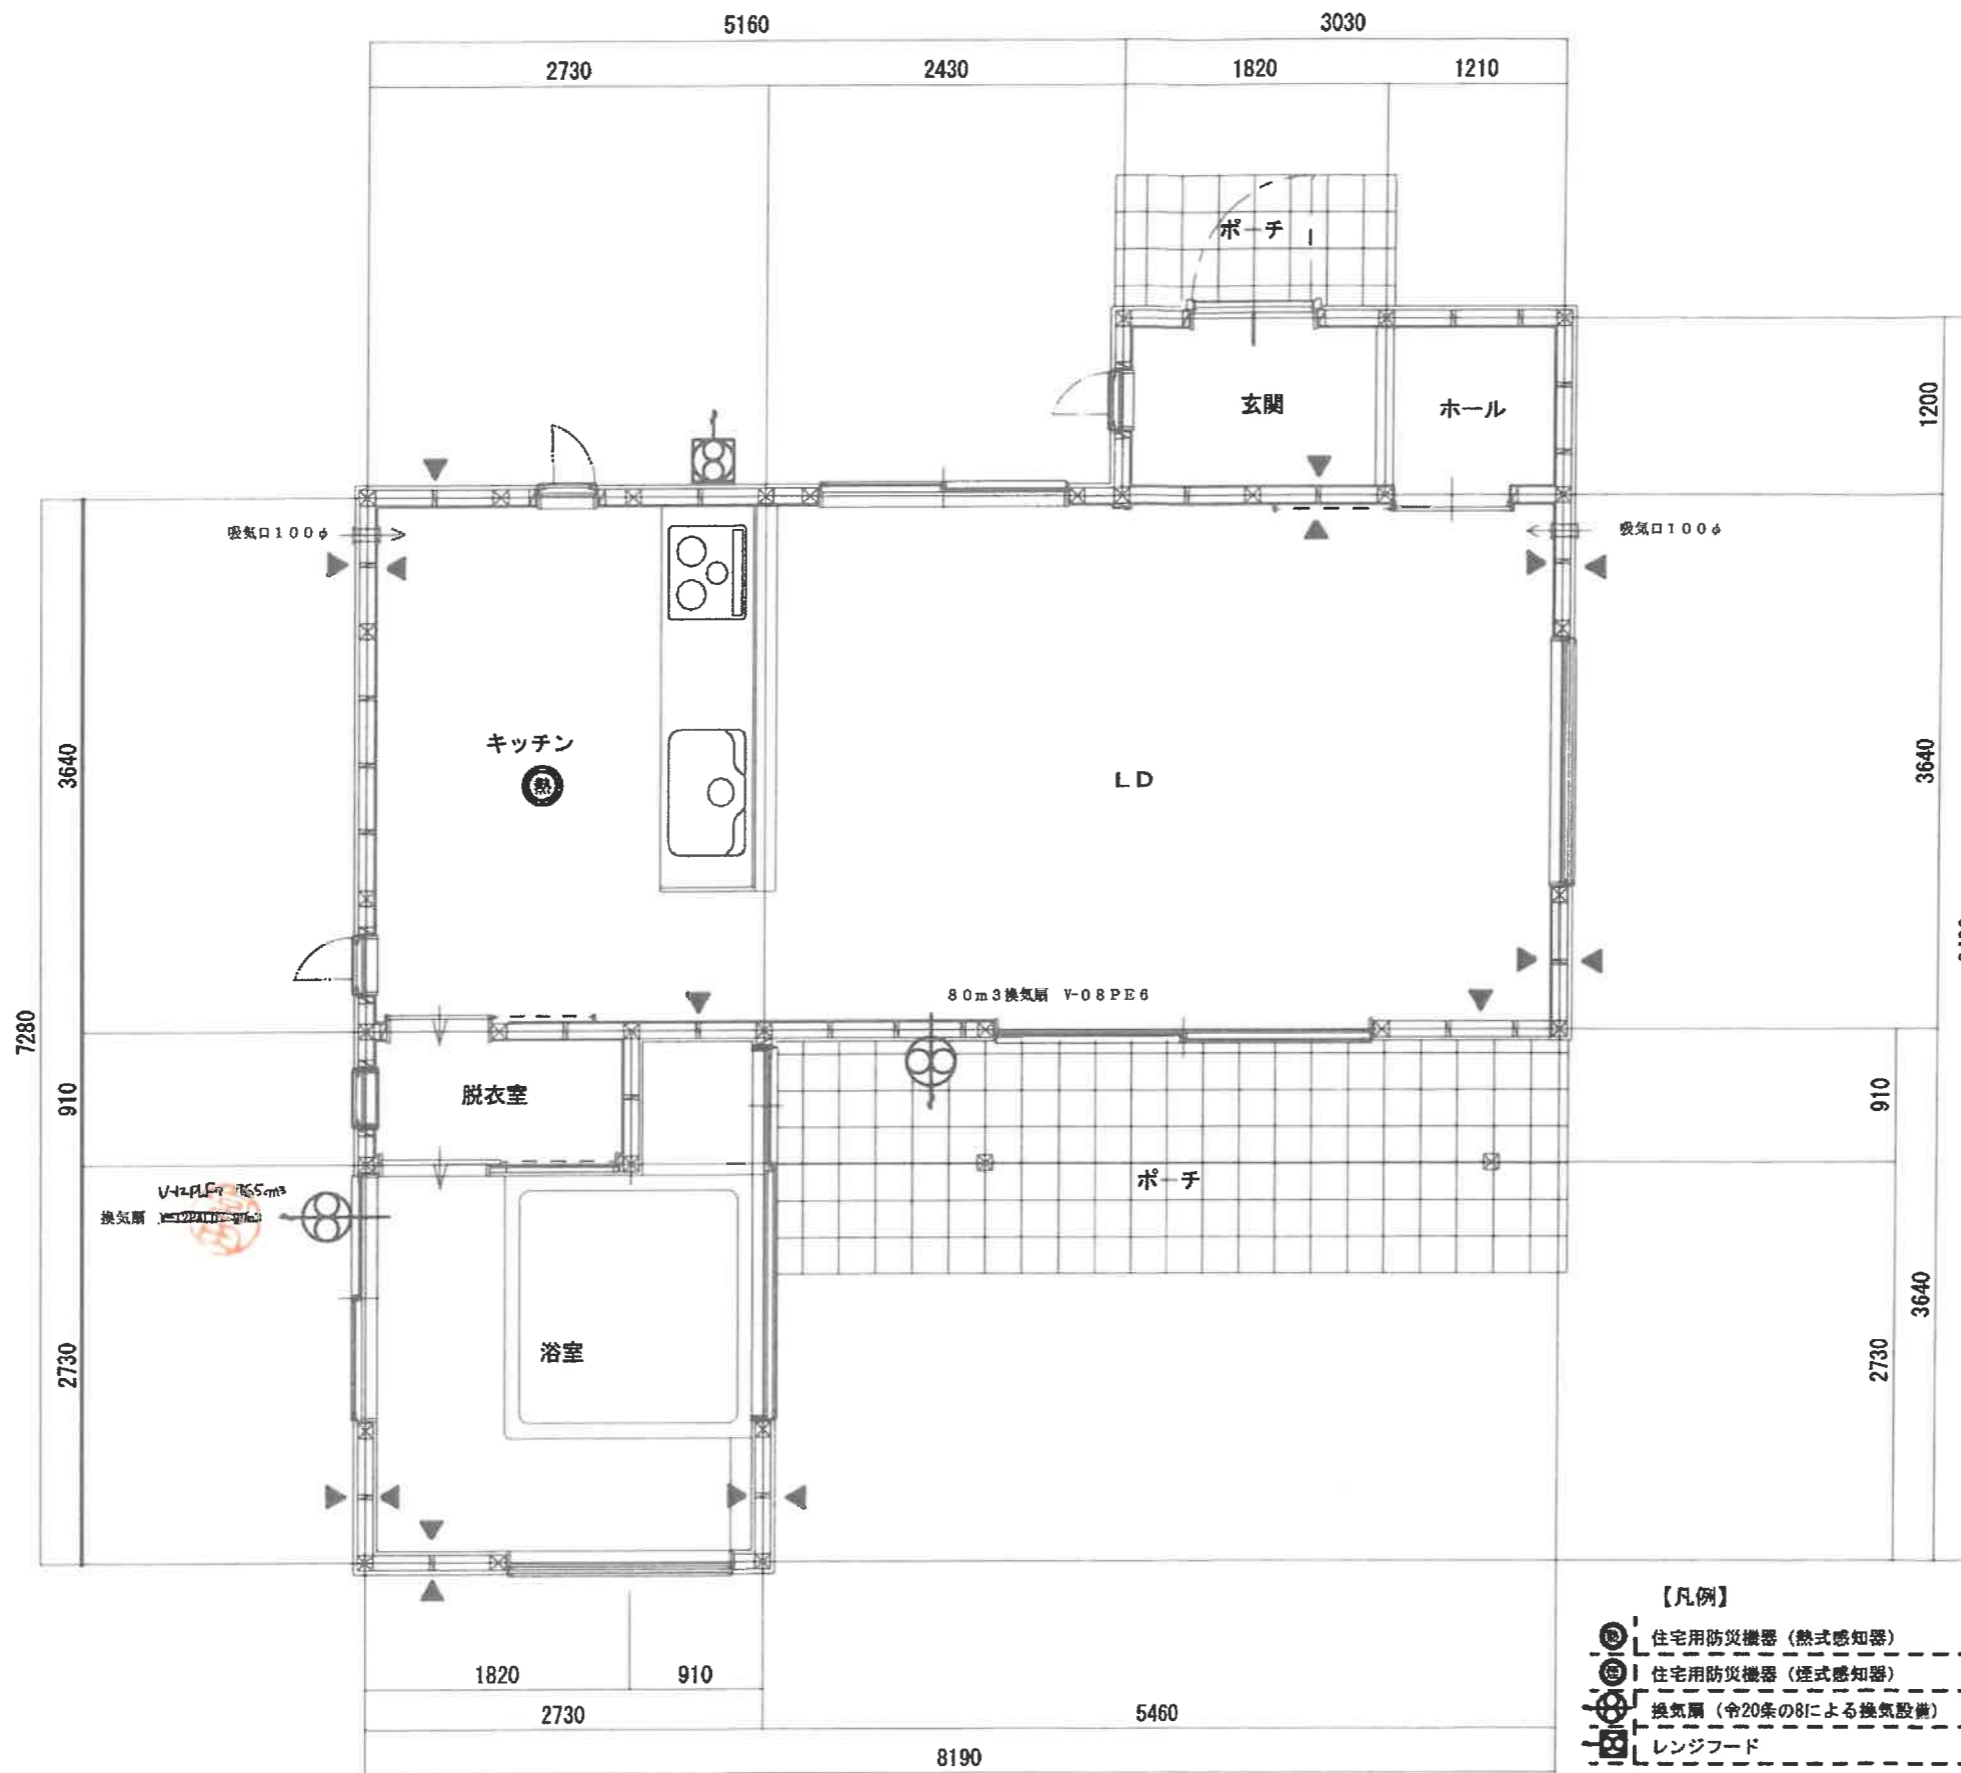 5160
3030
2730
2430
1820
1210
ポーチ
玄関
ホール
1200
吸気口100φ
吸気口100φ
キッチン
熱
LD
3640
3640
80m3換気扇 V-08PE6
7280
910
脱衣室
910
ポーチ
換気扇
浴室
2730
3640
2730
1820
910
2730
5460
8190
【凡例】
熱 住宅用防災機器（熱式感知器）
煙 住宅用防災機器（煙式感知器）
換気扇（令20条の8による換気設備）
レンジフード